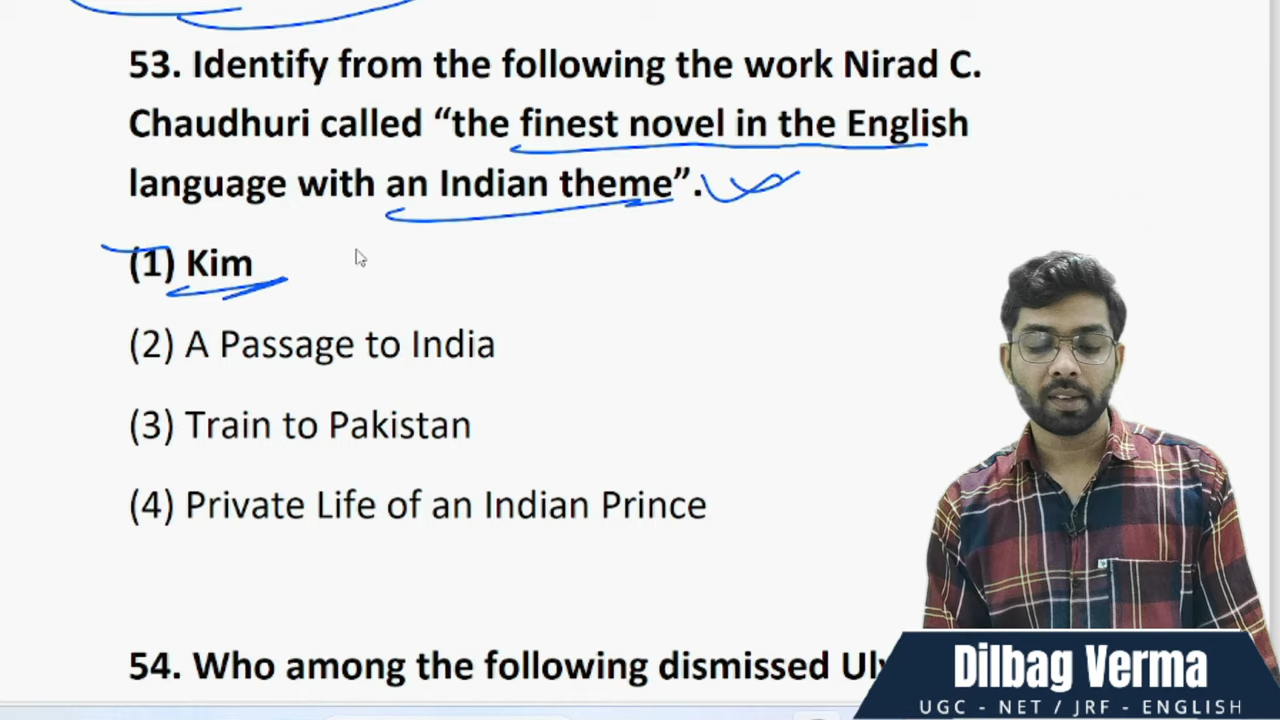 53. Identify from the following the work Nirad C.
Chaudhuri called “the finest novel in the English
language with an Indian theme”.
(1) Kim
(2) A Passage to India
(3) Train to Pakistan
(4) Private Life of an Indian Prince
54. Who among the following dismissed
Dilbag Verma
UGC - NET / JRF - ENGLISH